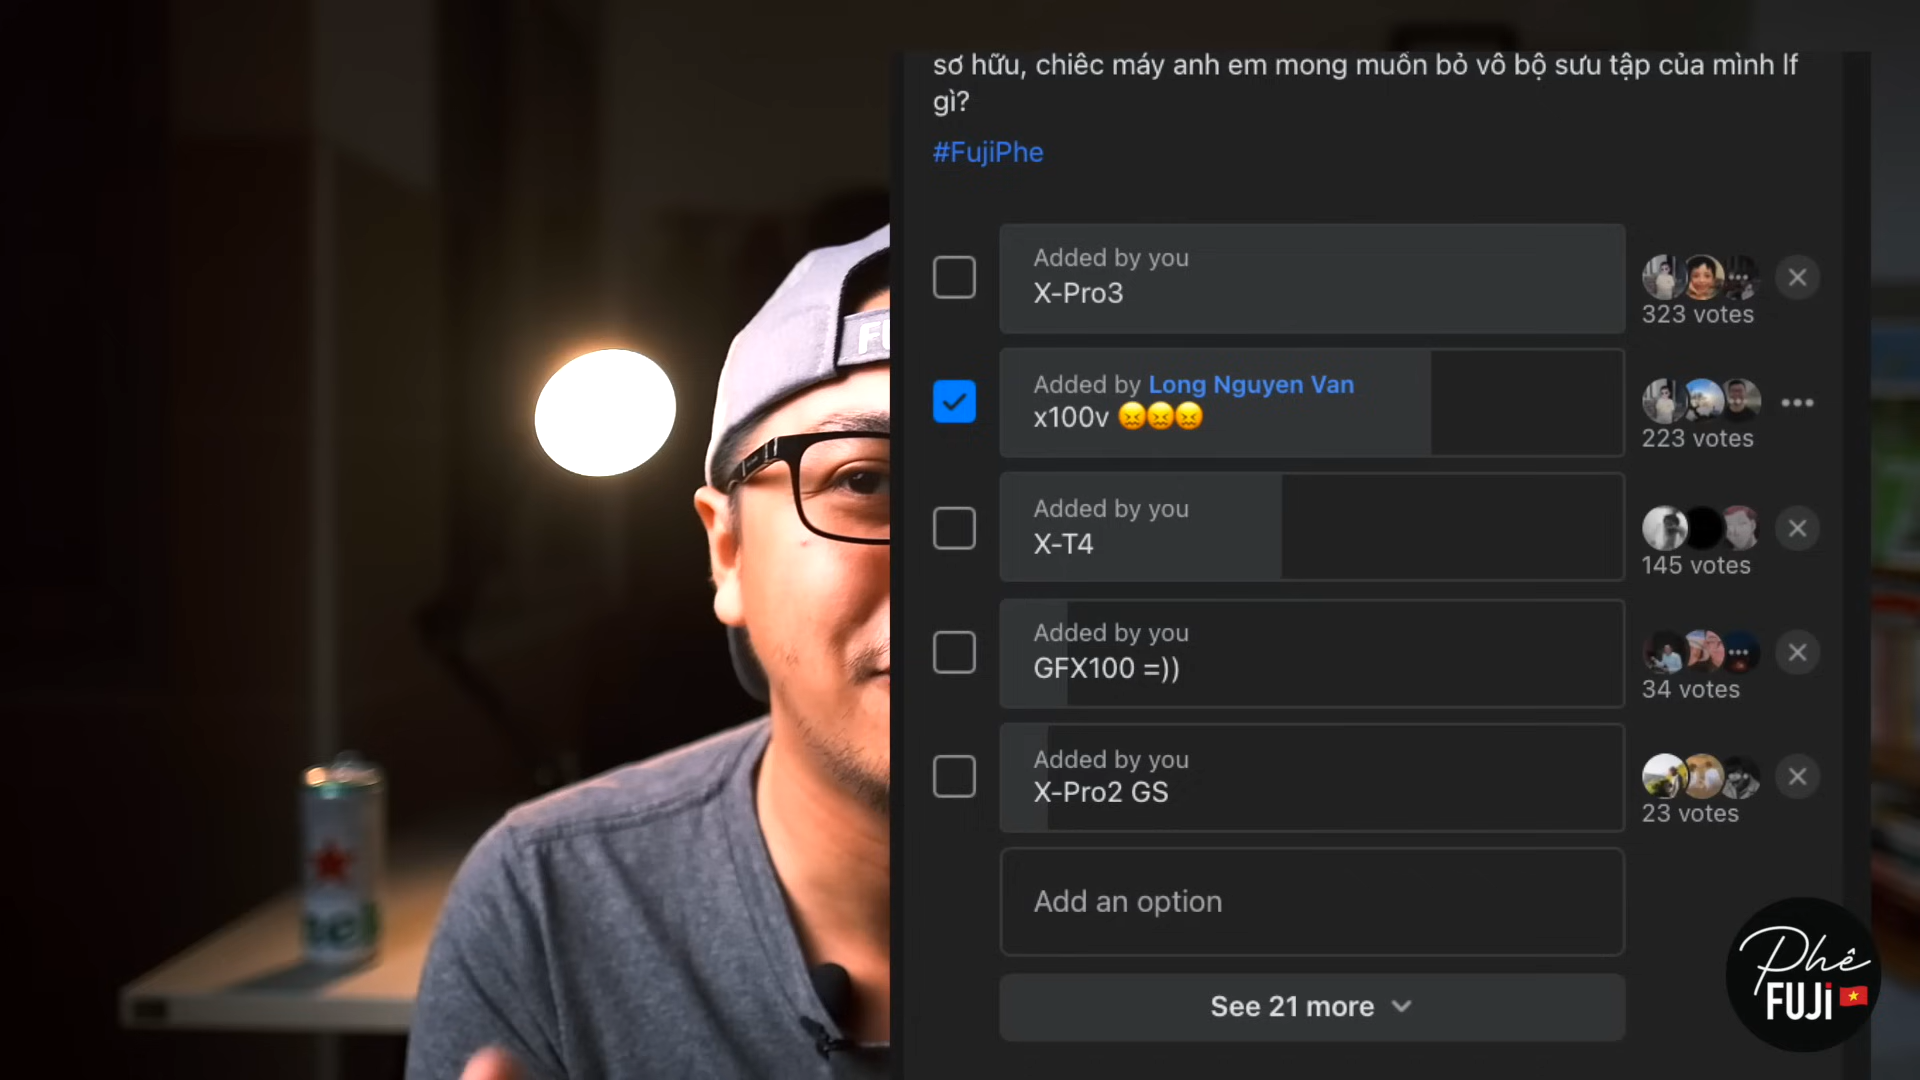 sơ hữu, chiêc máy anh em mong muôn bỏ vô bộ sưu tập của mình lf
gì?
#FujiPhe
Added by you
X-Pro3
323 votes
Added by Long Nguyen Van
x100v 😖😖😖
223 votes
Added by you
X-T4
145 votes
Added by you
GFX100 =))
34 votes
Added by you
X-Pro2 GS
23 votes
Add an option
See 21 more
Phê
FUJi